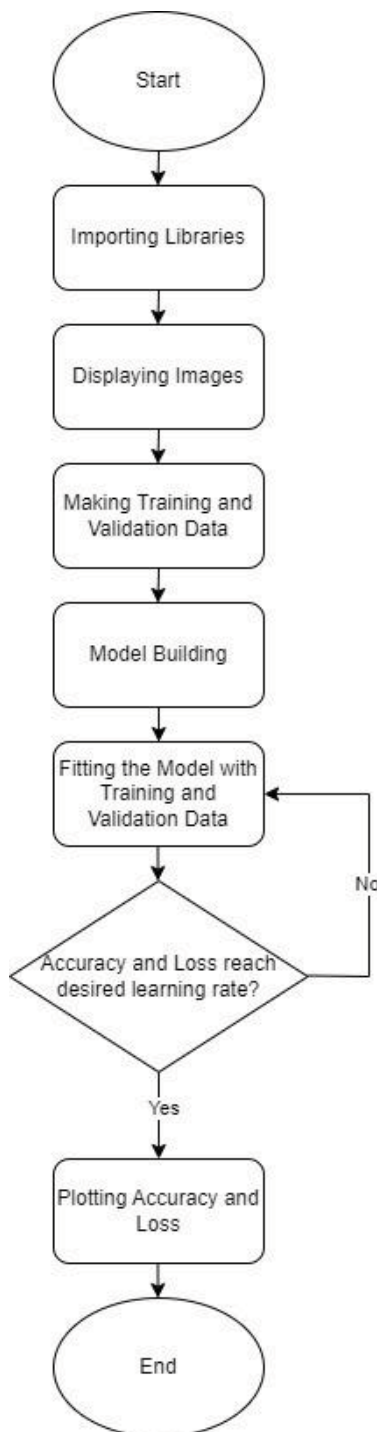 Start
Importing Libraries
Displaying Images
Making Training and
Validation Data
Model Building
Fitting the Model with
Training and
Validation Data
No
Accuracy and Loss reach
desired learning rate?
Yes
Plotting Accuracy and
Loss
End